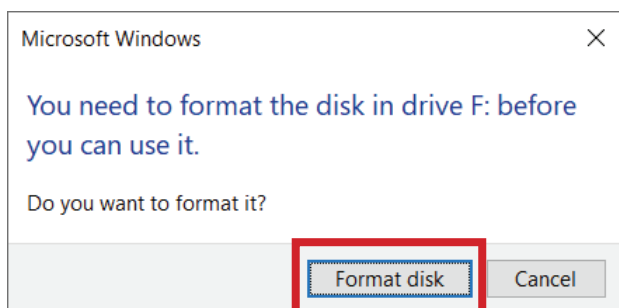 Microsoft Windows
You need to format the disk in drive F: before
you can use it.
Do you want to format it?
Format disk
Cancel